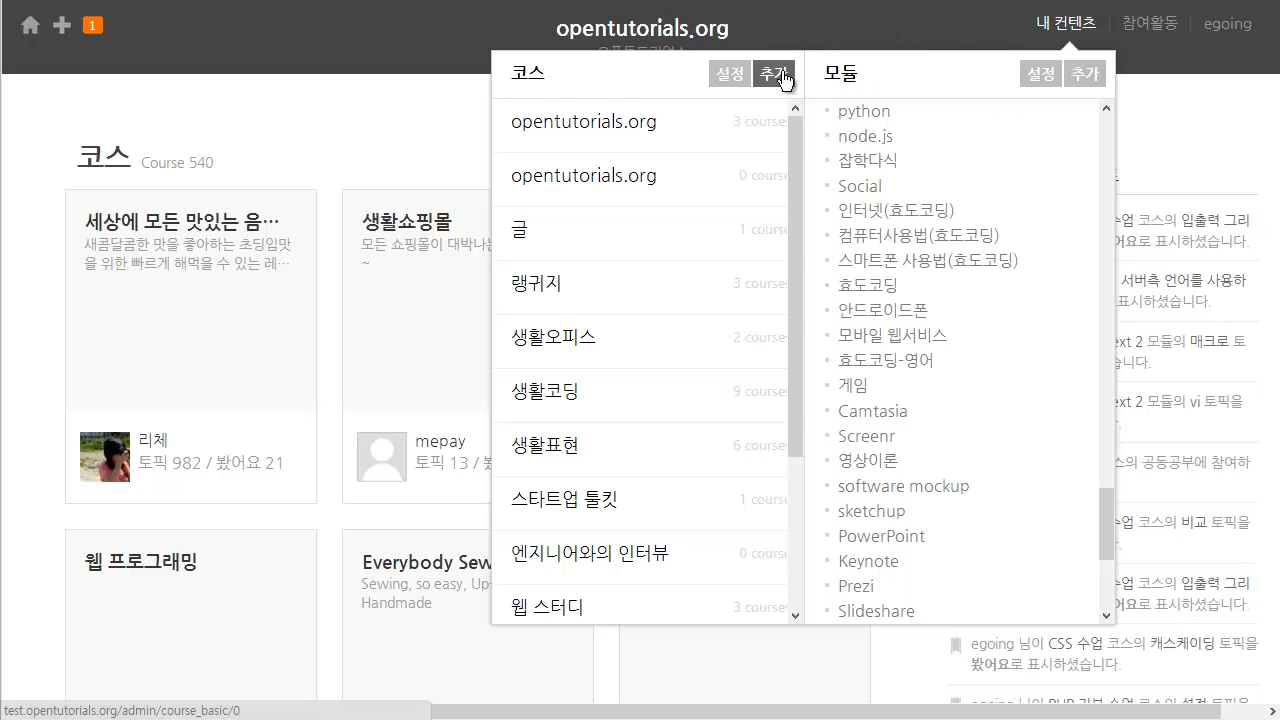 1
opentutorials.org
내 컨텐츠
참여활동
egoing
코스
설정
추가
모듈
설정
추가
opentutorials.org 3 course
opentutorials.org 0 course
글 1 course
랭귀지 3 course
생활오피스 2 course
생활코딩 9 course
생활표현 6 course
스타트업 툴킷 1 course
엔지니어와의 인터뷰 0 course
웹 스터디 3 course
python
node.js
잡학다식
Social
인터넷(효도코딩)
컴퓨터사용법(효도코딩)
스마트폰 사용법(효도코딩)
효도코딩
안드로이드폰
모바일 웹서비스
효도코딩-영어
게임
Camtasia
Screenr
영상이론
software mockup
sketchup
PowerPoint
Keynote
Prezi
Slideshare
코스 Course 540
세상에 모든 맛있는 음…
새콤달콤한 맛을 좋아하는 초딩입맛
을 위한 빠르게 해먹을 수 있는 레…
리체
토픽 982 / 봤어요 21
생활쇼핑몰
모든 쇼핑몰이 대박나는
~
mepay
토픽 13 /
웹 프로그래밍
Everybody Sew
Sewing, so easy, Up
Handmade
수업 코스의 입출력 그리
어요로 표시하셨습니다.
서버측 언어를 사용하
표시하셨습니다.
ext 2 모듈의 매크로 토
습니다.
ext 2 모듈의 vi 토픽을
스의 공동공부에 참여하
수업 코스의 비교 토픽을
수업 코스의 입출력 그리
어요로 표시하셨습니다.
egoing 님이 CSS 수업 코스의 캐스케이딩 토픽을
봤어요로 표시하셨습니다.
test.opentutorials.org/admin/course_basic/0